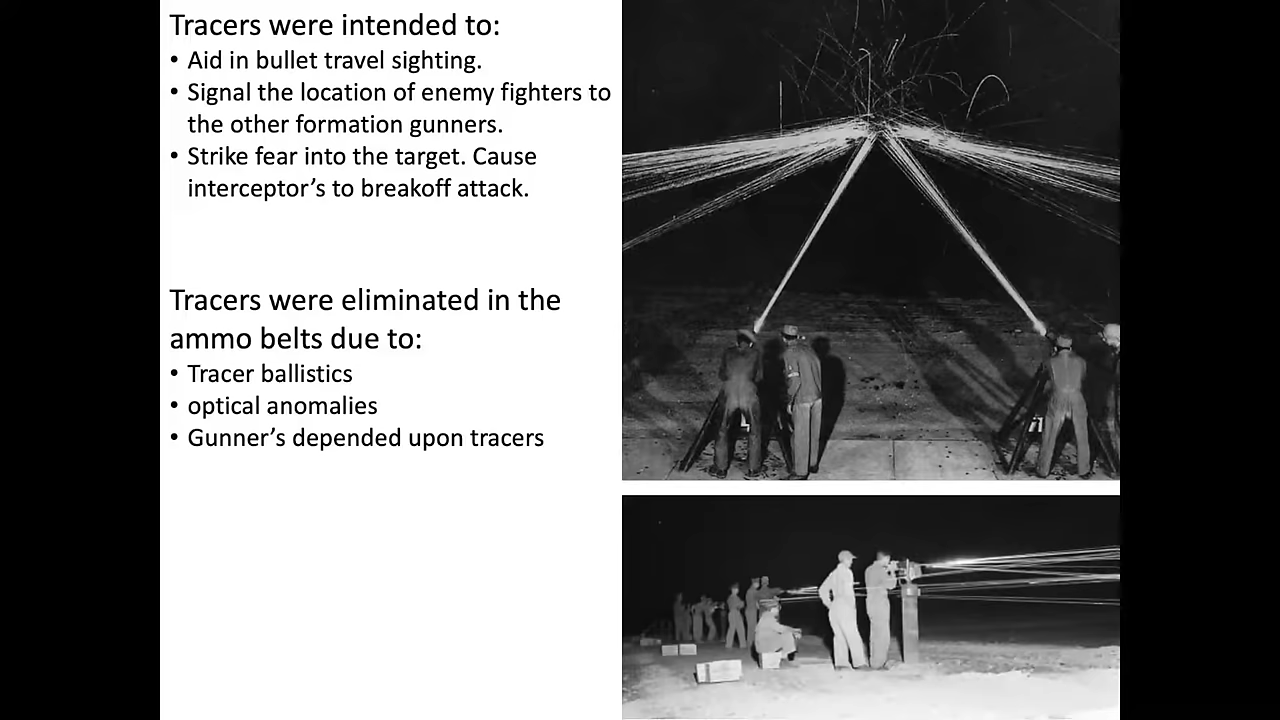 Tracers were intended to:
• Aid in bullet travel sighting.
• Signal the location of enemy fighters to
the other formation gunners.
• Strike fear into the target. Cause
interceptor’s to breakoff attack.
Tracers were eliminated in the
ammo belts due to:
• Tracer ballistics
• optical anomalies
• Gunner’s depended upon tracers